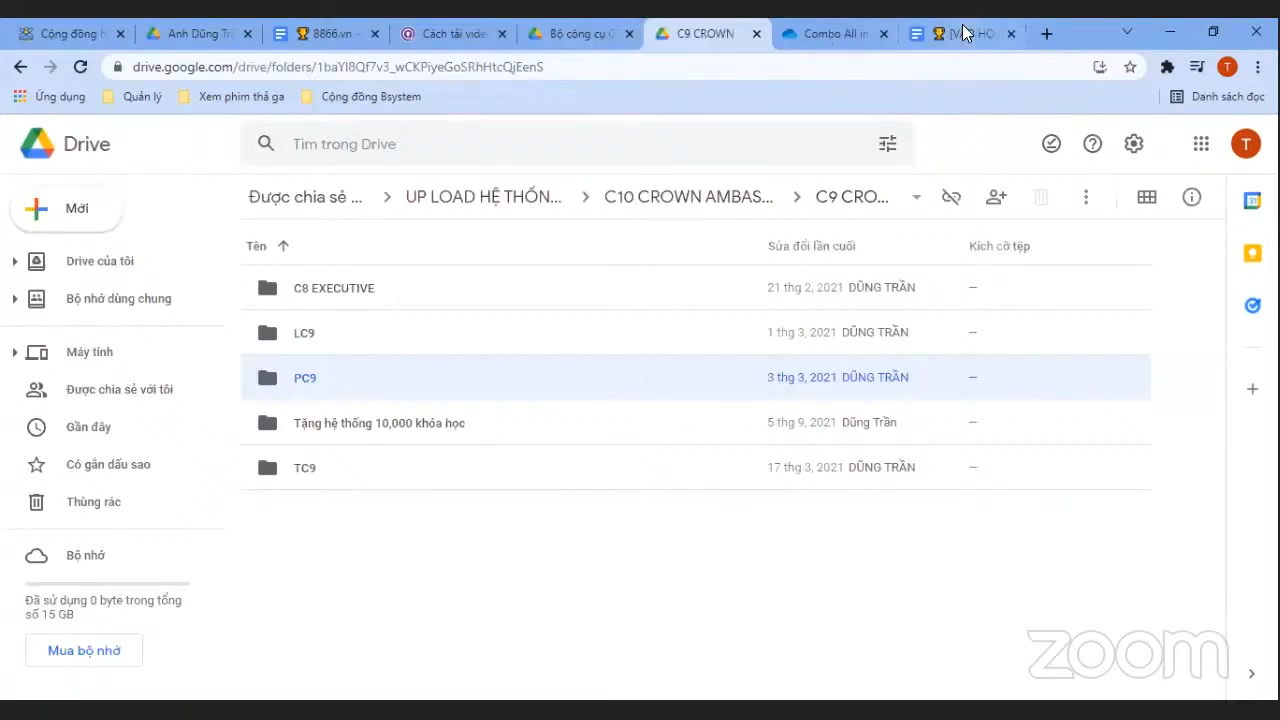 Cộng đồng
Anh Dũng Trầ
8866.vn -
Cách tải vide
Bộ công cụ
C9 CROWN
Combo All in
drive.google.com/drive/folders/1baYl8Qf7v3_wCKPiyeGoSRhHtcQjEenS
Ứng dụng Quản lý Xem phim thả ga Cộng đồng Bsystem Danh sách đọc
T
Drive
Tìm trong Drive
T
Mới
Được chia sẻ ... > UP LOAD HỆ THỐN... > C10 CROWN AMBAS... > C9 CRO...
Tên Sửa đổi lần cuối Kích cỡ tệp
Drive của tôi
Bộ nhớ dùng chung
Máy tính
Được chia sẻ với tôi
Gần đây
Có gắn dấu sao
Thùng rác
Bộ nhớ
Đã sử dụng 0 byte trong tổng
số 15 GB
Mua bộ nhớ
C8 EXECUTIVE 21 thg 2, 2021 DŨNG TRẦN —
LC9 1 thg 3, 2021 DŨNG TRẦN —
PC9 3 thg 3, 2021 DŨNG TRẦN —
Tặng hệ thống 10,000 khóa học 5 thg 9, 2021 Dũng Trần —
TC9 17 thg 3, 2021 DŨNG TRẦN —
31
zoom